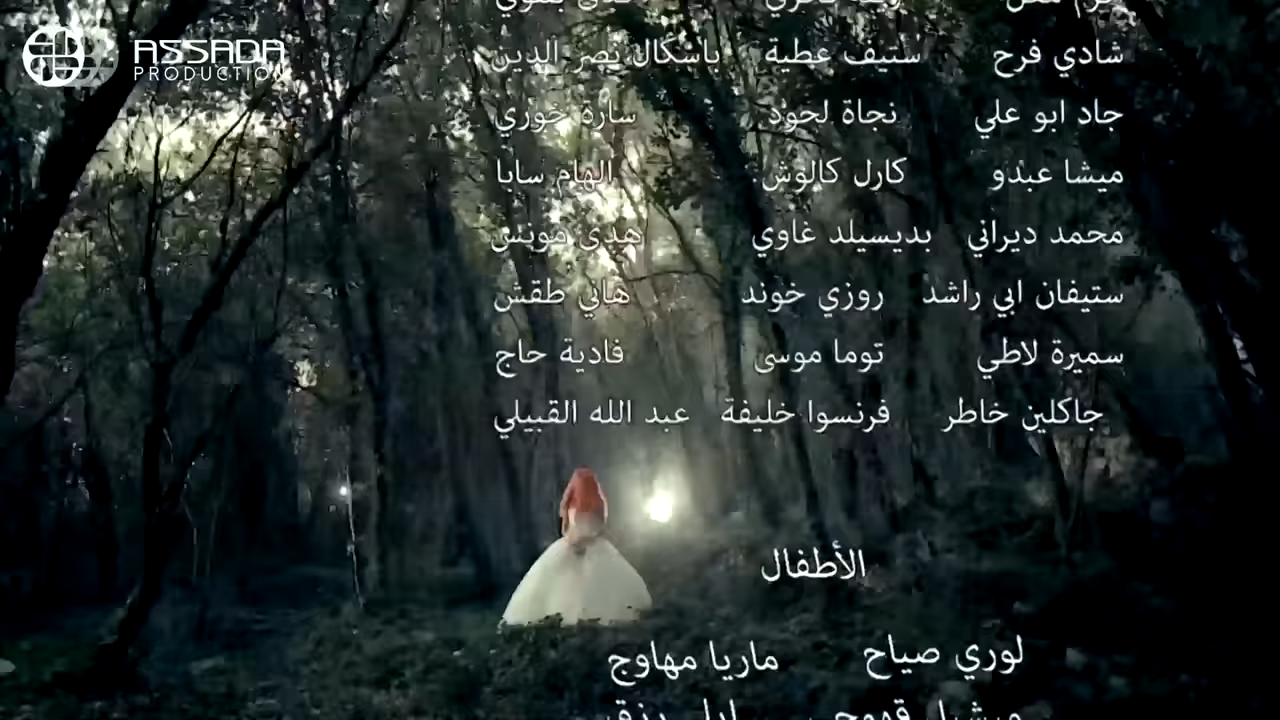 ASSADA
PRODUCTION
شادي فرح ستيف عطية باسكال نصر الدين
جاد ابو علي نجاة لحود سارة خوري
ميشا عبدو كارل كالوش الهام سابا
محمد ديراني بديسيلد غاوي هدى مونس
ستيفان ابي راشد روزي خوند هاني طقش
سميرة لاطي توما موسى فادية حاج
جاكلين خاطر فرنسوا خليفة عبد الله القبيلي
الأطفال
لوري صياح ماريا مهاوج